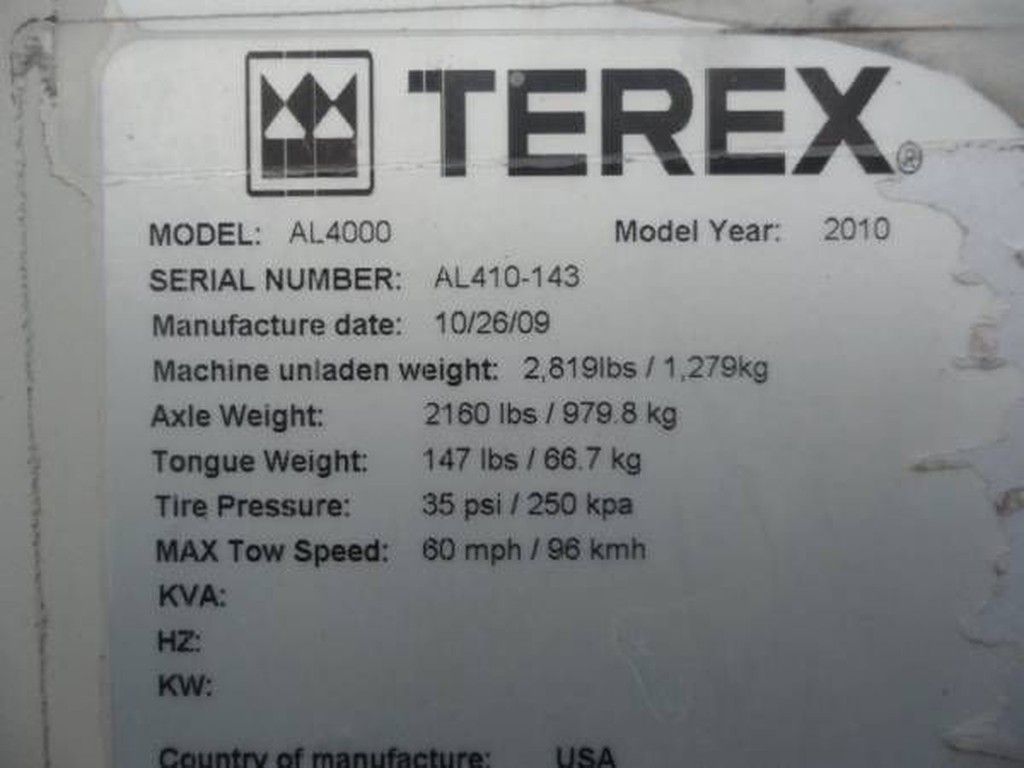 TEREX®
MODEL: AL4000 Model Year: 2010
SERIAL NUMBER: AL410-143
Manufacture date: 10/26/09
Machine unladen weight: 2,819lbs / 1,279kg
Axle Weight: 2160 lbs / 979.8 kg
Tongue Weight: 147 lbs / 66.7 kg
Tire Pressure: 35 psi / 250 kpa
MAX Tow Speed: 60 mph / 96 kmh
KVA:
HZ:
KW:
Country of manufacture: USA